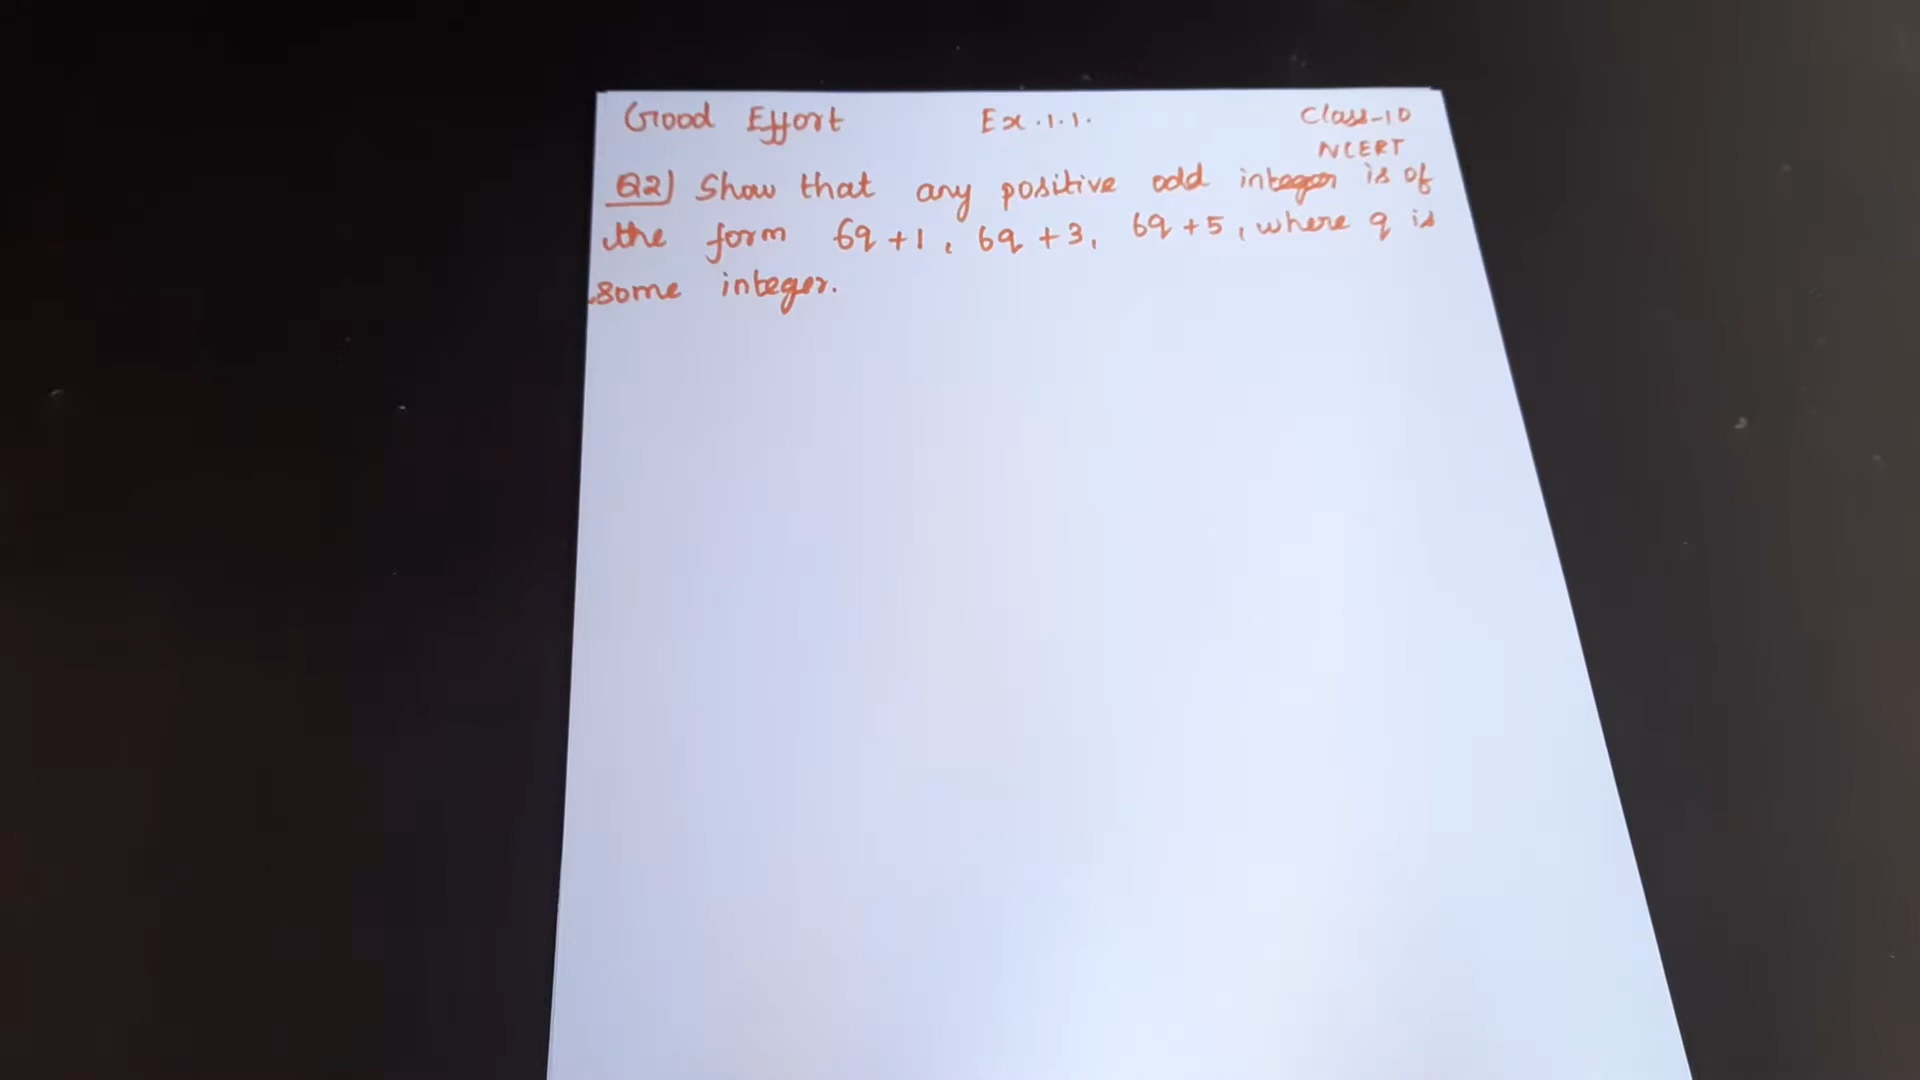 Good Effort Ex.1.1. Class-10
NCERT
Q2) Show that any positive odd integer is of
the form 6q+1, 6q+3, 6q+5, where q is
some integer.